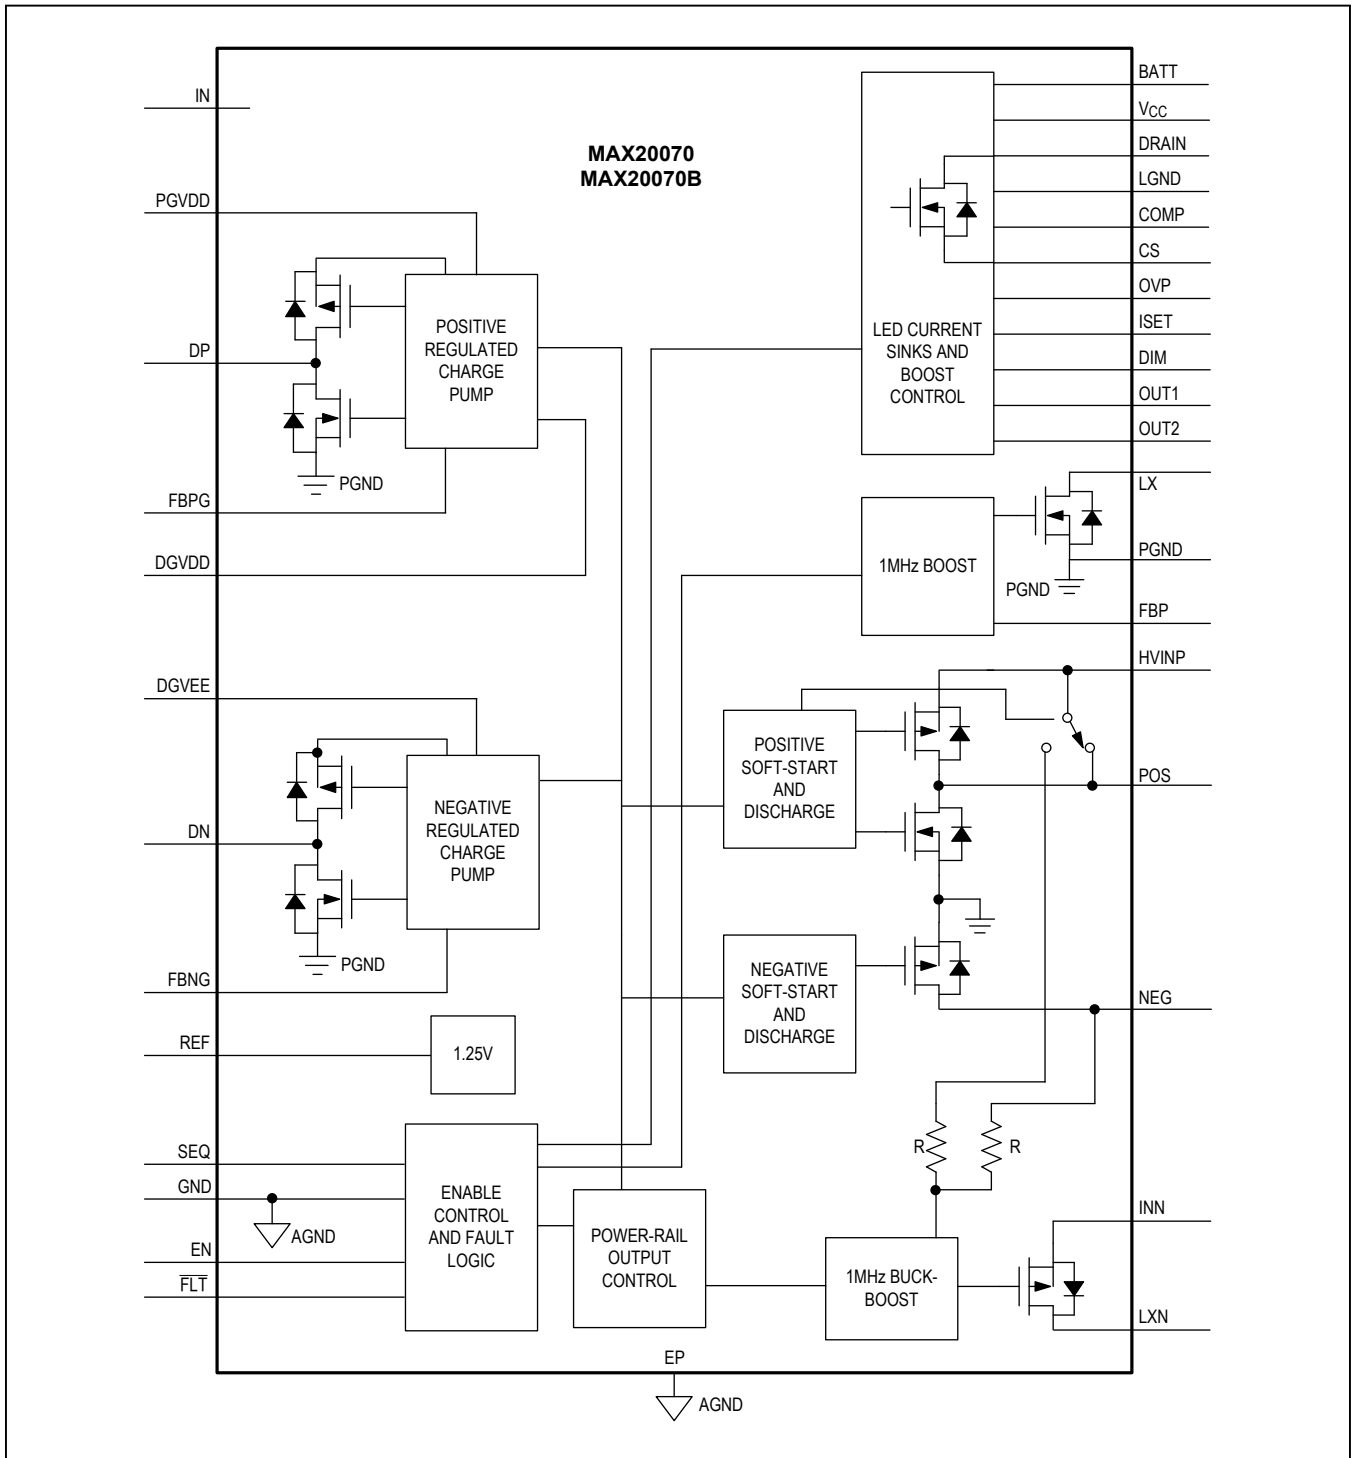 MAX20070
MAX20070B
IN
PGVDD
DP
FBPG
DGVDD
DGVEE
DN
FBNG
REF
SEQ
GND
EN
FLT
POSITIVE
REGULATED
CHARGE
PUMP
PGND
NEGATIVE
REGULATED
CHARGE
PUMP
PGND
1.25V
AGND
ENABLE
CONTROL
AND FAULT
LOGIC
POWER-RAIL
OUTPUT
CONTROL
LED CURRENT
SINKS AND
BOOST
CONTROL
1MHz BOOST
PGND
POSITIVE
SOFT-START
AND
DISCHARGE
NEGATIVE
SOFT-START
AND
DISCHARGE
R
R
1MHz BUCK-
BOOST
BATT
VCC
DRAIN
LGND
COMP
CS
OVP
ISET
DIM
OUT1
OUT2
LX
PGND
FBP
HVINP
POS
NEG
INN
LXN
EP
AGND